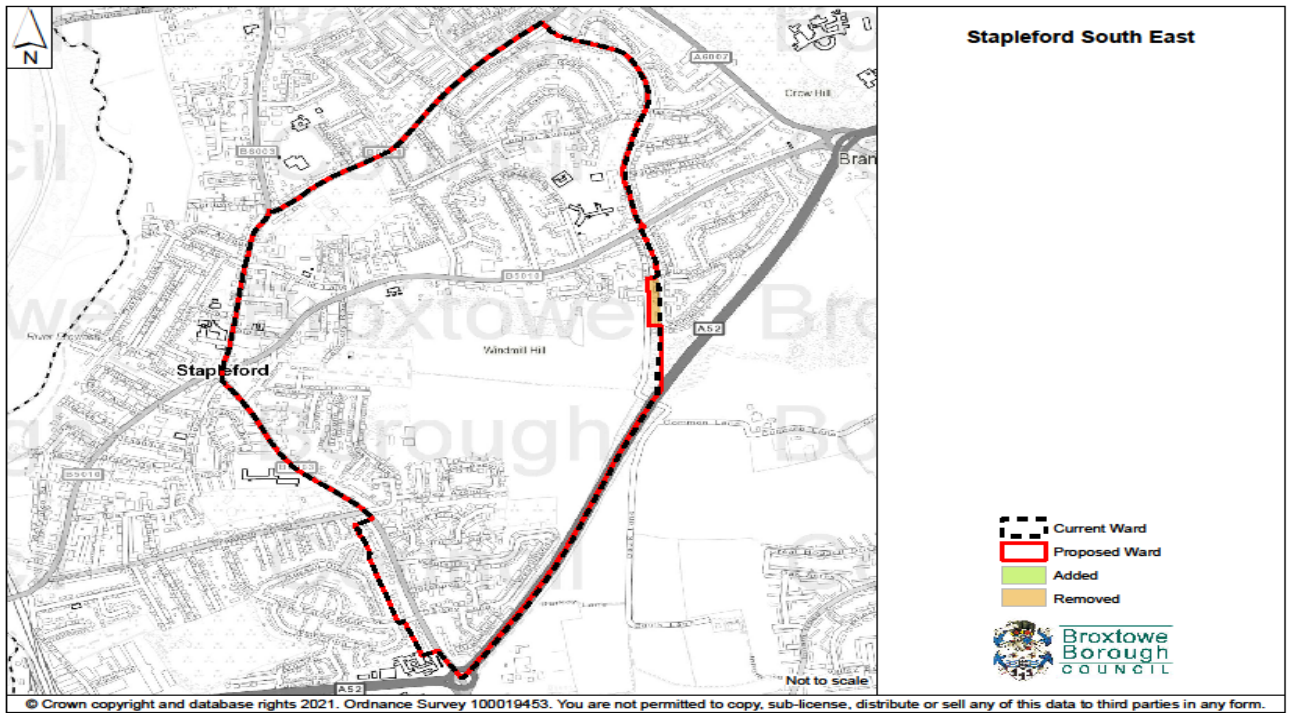 N
Stapleford South East
A6007
Crow Hill
B6003
Bran
B5010
A52
Windmill Hill
Stapleford
Common Lane
B5010
A52
Not to scale
Current Ward
Proposed Ward
Added
Removed
Broxtowe
Borough
COUNCIL
© Crown copyright and database rights 2021. Ordnance Survey 100019453. You are not permitted to copy, sub-license, distribute or sell any of this data to third parties in any form.